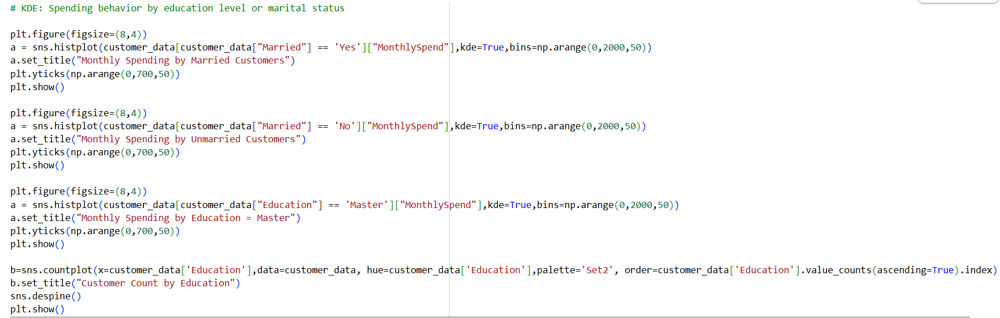 # KDE: Spending behavior by education level or marital status
plt.figure(figsize=(8,4))
a = sns.histplot(customer_data[customer_data["Married"] == 'Yes']["MonthlySpend"],kde=True,bins=np.arange(0,2000,50))
a.set_title("Monthly Spending by Married Customers")
plt.yticks(np.arange(0,700,50))
plt.show()
plt.figure(figsize=(8,4))
a = sns.histplot(customer_data[customer_data["Married"] == 'No']["MonthlySpend"],kde=True,bins=np.arange(0,2000,50))
a.set_title("Monthly Spending by Unmarried Customers")
plt.yticks(np.arange(0,700,50))
plt.show()
plt.figure(figsize=(8,4))
a = sns.histplot(customer_data[customer_data["Education"] == 'Master']["MonthlySpend"],kde=True,bins=np.arange(0,2000,50))
a.set_title("Monthly Spending by Education = Master")
plt.yticks(np.arange(0,700,50))
plt.show()
b=sns.countplot(x=customer_data['Education'],data=customer_data, hue=customer_data['Education'],palette='Set2', order=customer_data['Education'].value_counts(ascending=True).index)
b.set_title("Customer Count by Education")
sns.despine()
plt.show()